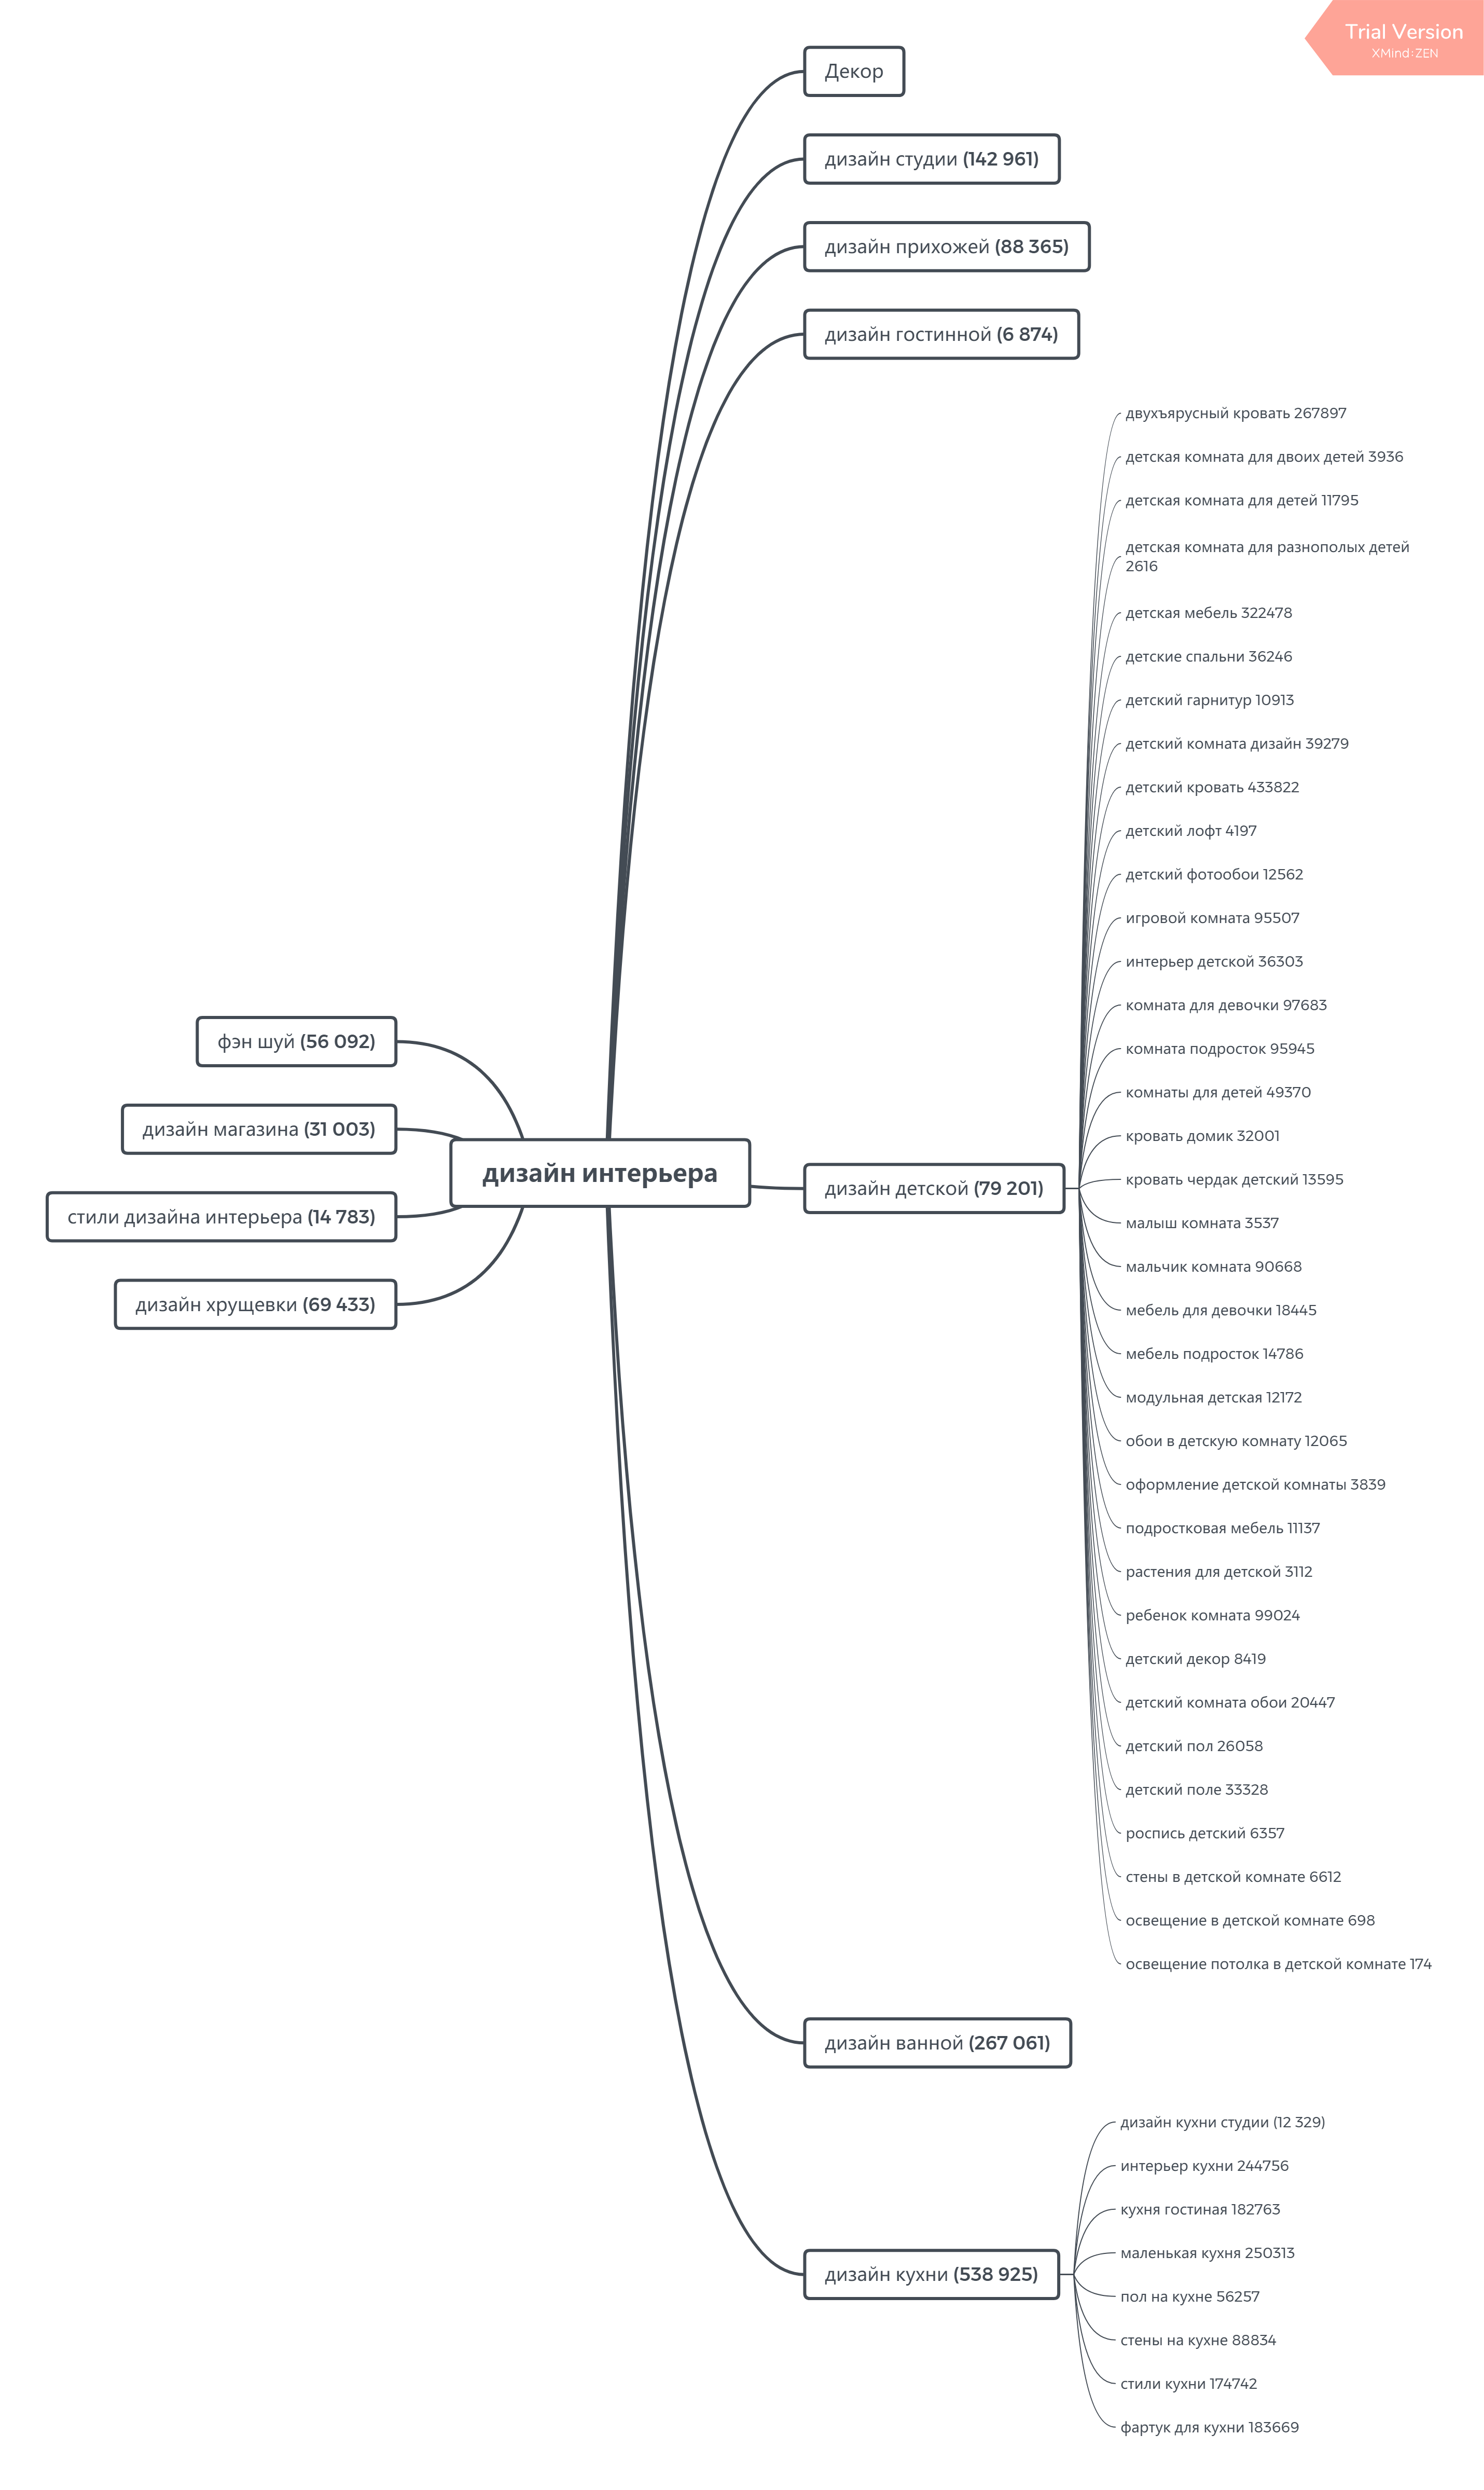 Trial Version
XMind:ZEN
Декор
дизайн студии (142 961)
дизайн прихожей (88 365)
дизайн гостинной (6 874)
двухъярусный кровать 267897
детская комната для двоих детей 3936
детская комната для детей 11795
детская комната для разнополых детей
2616
детская мебель 322478
детские спальни 36246
детский гарнитур 10913
детский комната дизайн 39279
детский кровать 433822
детский лофт 4197
детский фотообои 12562
игровой комната 95507
интерьер детской 36303
комната для девочки 97683
комната подросток 95945
комнаты для детей 49370
кровать домик 32001
кровать чердак детский 13595
малыш комната 3537
мальчик комната 90668
мебель для девочки 18445
мебель подросток 14786
модульная детская 12172
обои в детскую комнату 12065
оформление детской комнаты 3839
подростковая мебель 11137
растения для детской 3112
ребенок комната 99024
детский декор 8419
детский комната обои 20447
детский пол 26058
детский поле 33328
роспись детский 6357
стены в детской комнате 6612
освещение в детской комнате 698
освещение потолка в детской комнате 174
фэн шуй (56 092)
дизайн магазина (31 003)
дизайн интерьера
дизайн детской (79 201)
стили дизайна интерьера (14 783)
дизайн хрущевки (69 433)
дизайн ванной (267 061)
дизайн кухни (538 925)
дизайн кухни студии (12 329)
интерьер кухни 244756
кухня гостиная 182763
маленькая кухня 250313
пол на кухне 56257
стены на кухне 88834
стили кухни 174742
фартук для кухни 183669